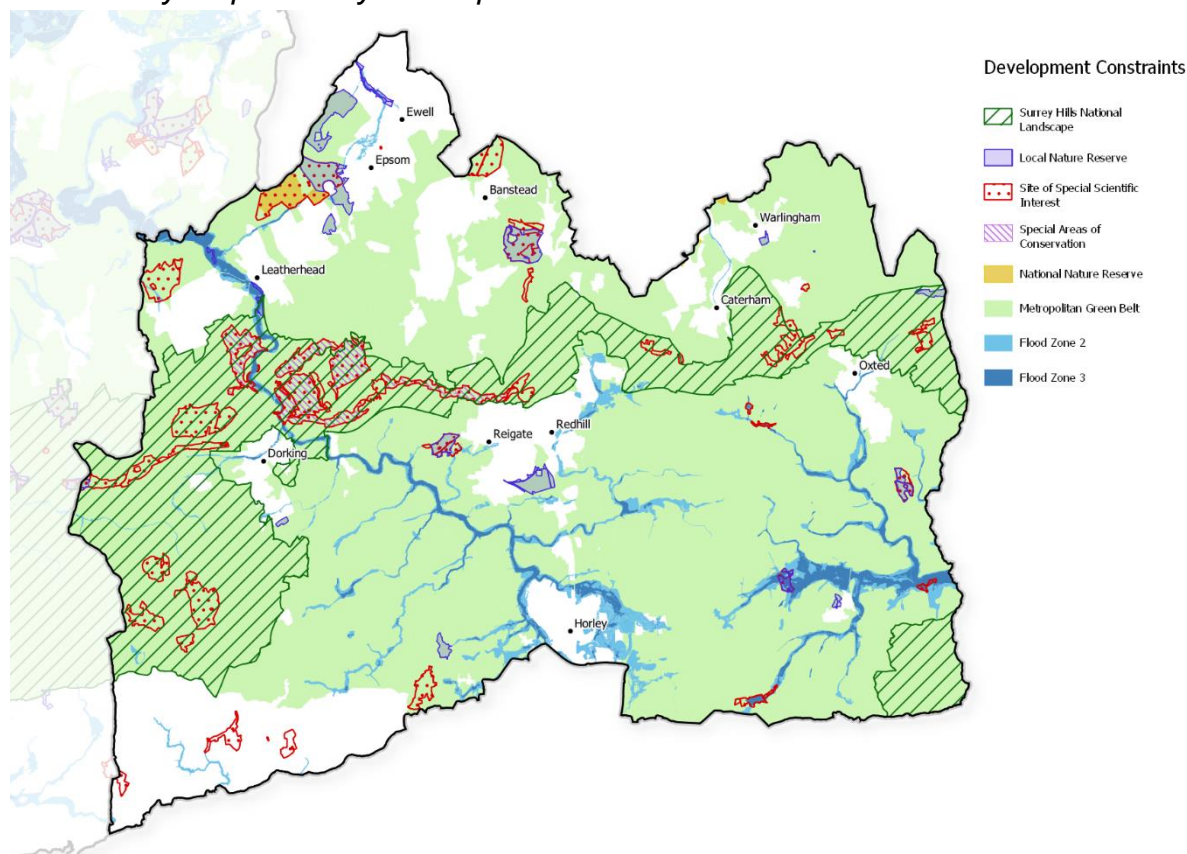 Development Constraints
Surrey Hills National
Landscape
Local Nature Reserve
Site of Special Scientific
Interest
Special Areas of
Conservation
National Nature Reserve
Metropolitan Green Belt
Flood Zone 2
Flood Zone 3
Ewell
Epsom
Banstead
Warlingham
Leatherhead
Caterham
Oxted
Redhill
Reigate
Dorking
Horley